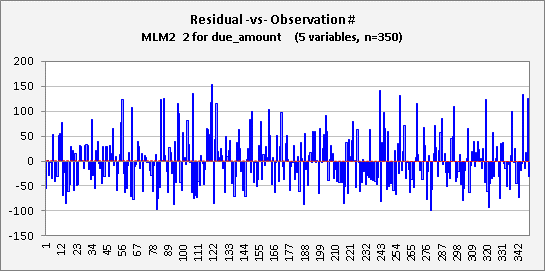 Residual -vs- Observation #
MLM2  2 for due_amount    (5 variables, n=350)
200
150
100
50
0
-50
-100
-150
1 12 23 34 45 56 67 78 89 100 111 122 133 144 155 166 177 188 199 210 221 232 243 254 265 276 287 298 309 320 331 342